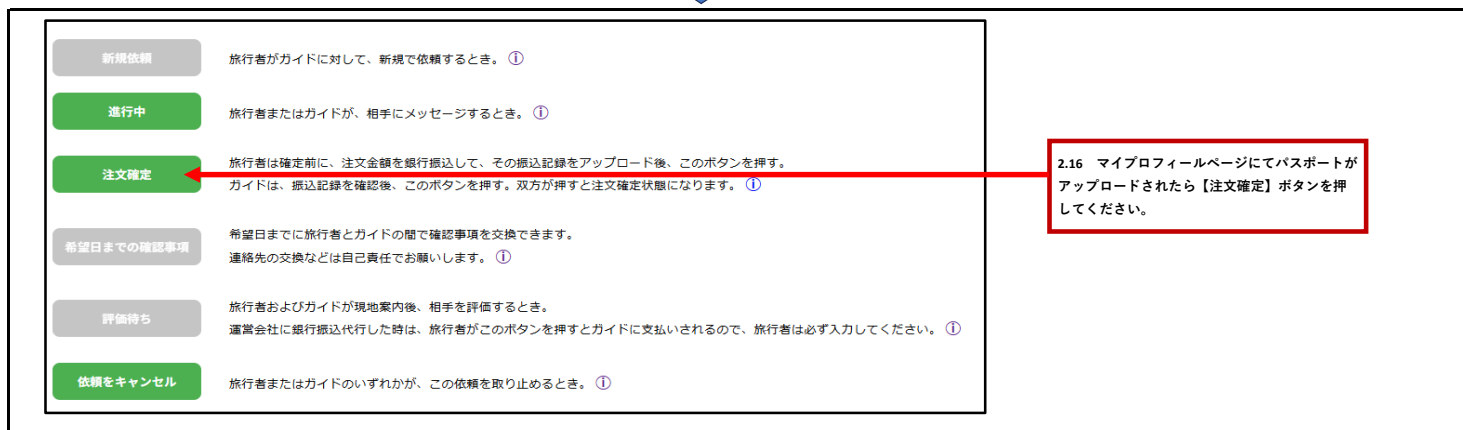 新規依頼
旅行者がガイドに対して、新規で依頼するとき。 ⓘ
進行中
旅行者またはガイドが、相手にメッセージするとき。 ⓘ
注文確定
旅行者は確定前に、注文金額を銀行振込して、その振込記録をアップロード後、このボタンを押す。
ガイドは、振込記録を確認後、このボタンを押す。双方が押すと注文確定状態になります。 ⓘ
2.16 マイプロフィールページにてパスポートが
アップロードされたら【注文確定】ボタンを押
してください。
希望日までの確認事項
希望日までに旅行者とガイドの間で確認事項を交換できます。
連絡先の交換などは自己責任でお願いします。 ⓘ
評価待ち
旅行者およびガイドが現地案内後、相手を評価するとき。
運営会社に銀行振込代行した時は、旅行者がこのボタンを押すとガイドに支払いされるので、旅行者は必ず入力してください。 ⓘ
依頼をキャンセル
旅行者またはガイドのいずれかが、この依頼を取り止めるとき。 ⓘ